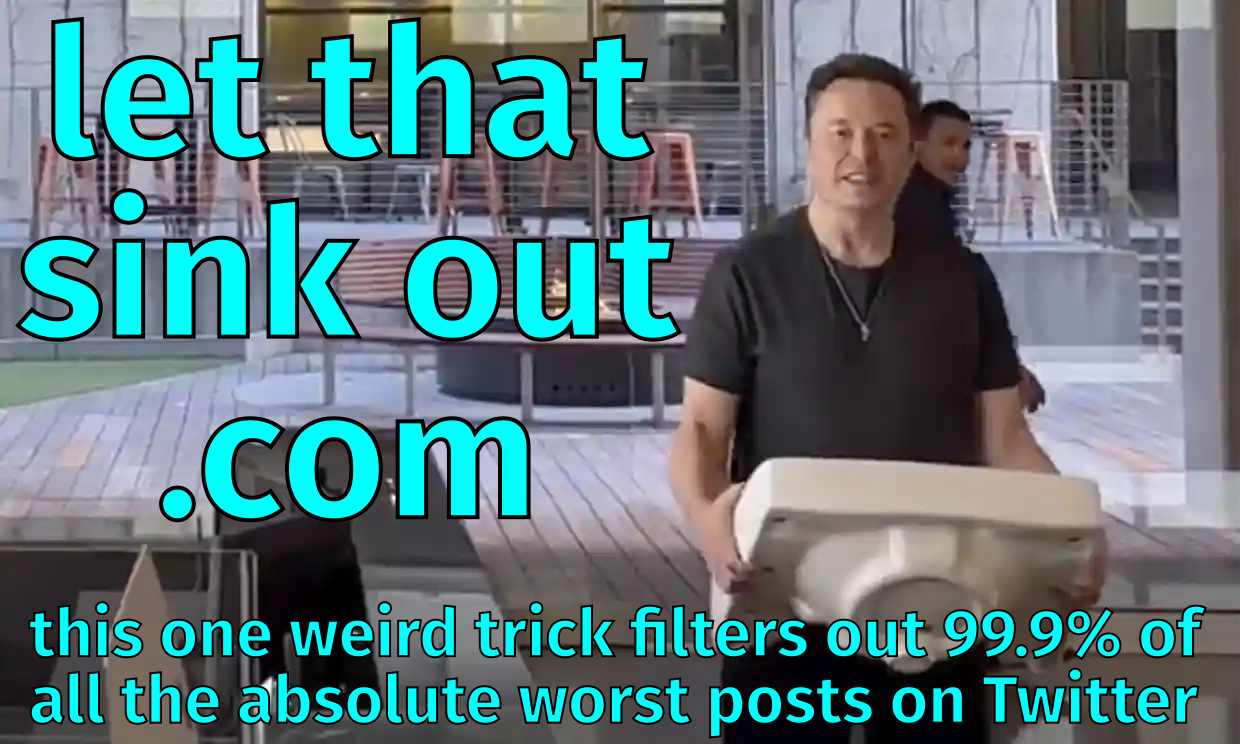 let that
sink out
.com
this one weird trick filters out 99.9% of
all the absolute worst posts on Twitter